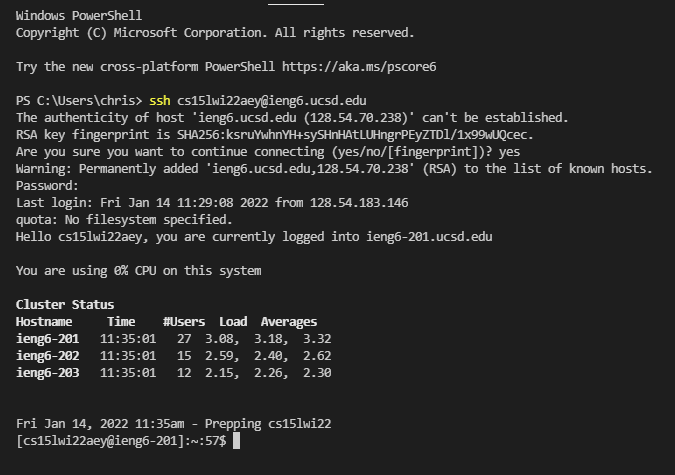 Windows PowerShell
Copyright (C) Microsoft Corporation. All rights reserved.
Try the new cross-platform PowerShell https://aka.ms/pscore6
PS C:\Users\chris> ssh cs15lwi22aey@ieng6.ucsd.edu
The authenticity of host 'ieng6.ucsd.edu (128.54.70.238)' can't be established.
RSA key fingerprint is SHA256:ksruYwhnYH+sySHnHAtLUHngrPEyZTDl/1x99wUQcec.
Are you sure you want to continue connecting (yes/no/[fingerprint])? yes
Warning: Permanently added 'ieng6.ucsd.edu,128.54.70.238' (RSA) to the list of known hosts.
Password:
Last login: Fri Jan 14 11:29:08 2022 from 128.54.183.146
quota: No filesystem specified.
Hello cs15lwi22aey, you are currently logged into ieng6-201.ucsd.edu
You are using 0% CPU on this system
Cluster Status
Hostname Time #Users Load Averages
ieng6-201 11:35:01 27 3.08, 3.18, 3.32
ieng6-202 11:35:01 15 2.59, 2.40, 2.62
ieng6-203 11:35:01 12 2.15, 2.26, 2.30
Fri Jan 14, 2022 11:35am - Prepping cs15lwi22
[cs15lwi22aey@ieng6-201]:~:57$